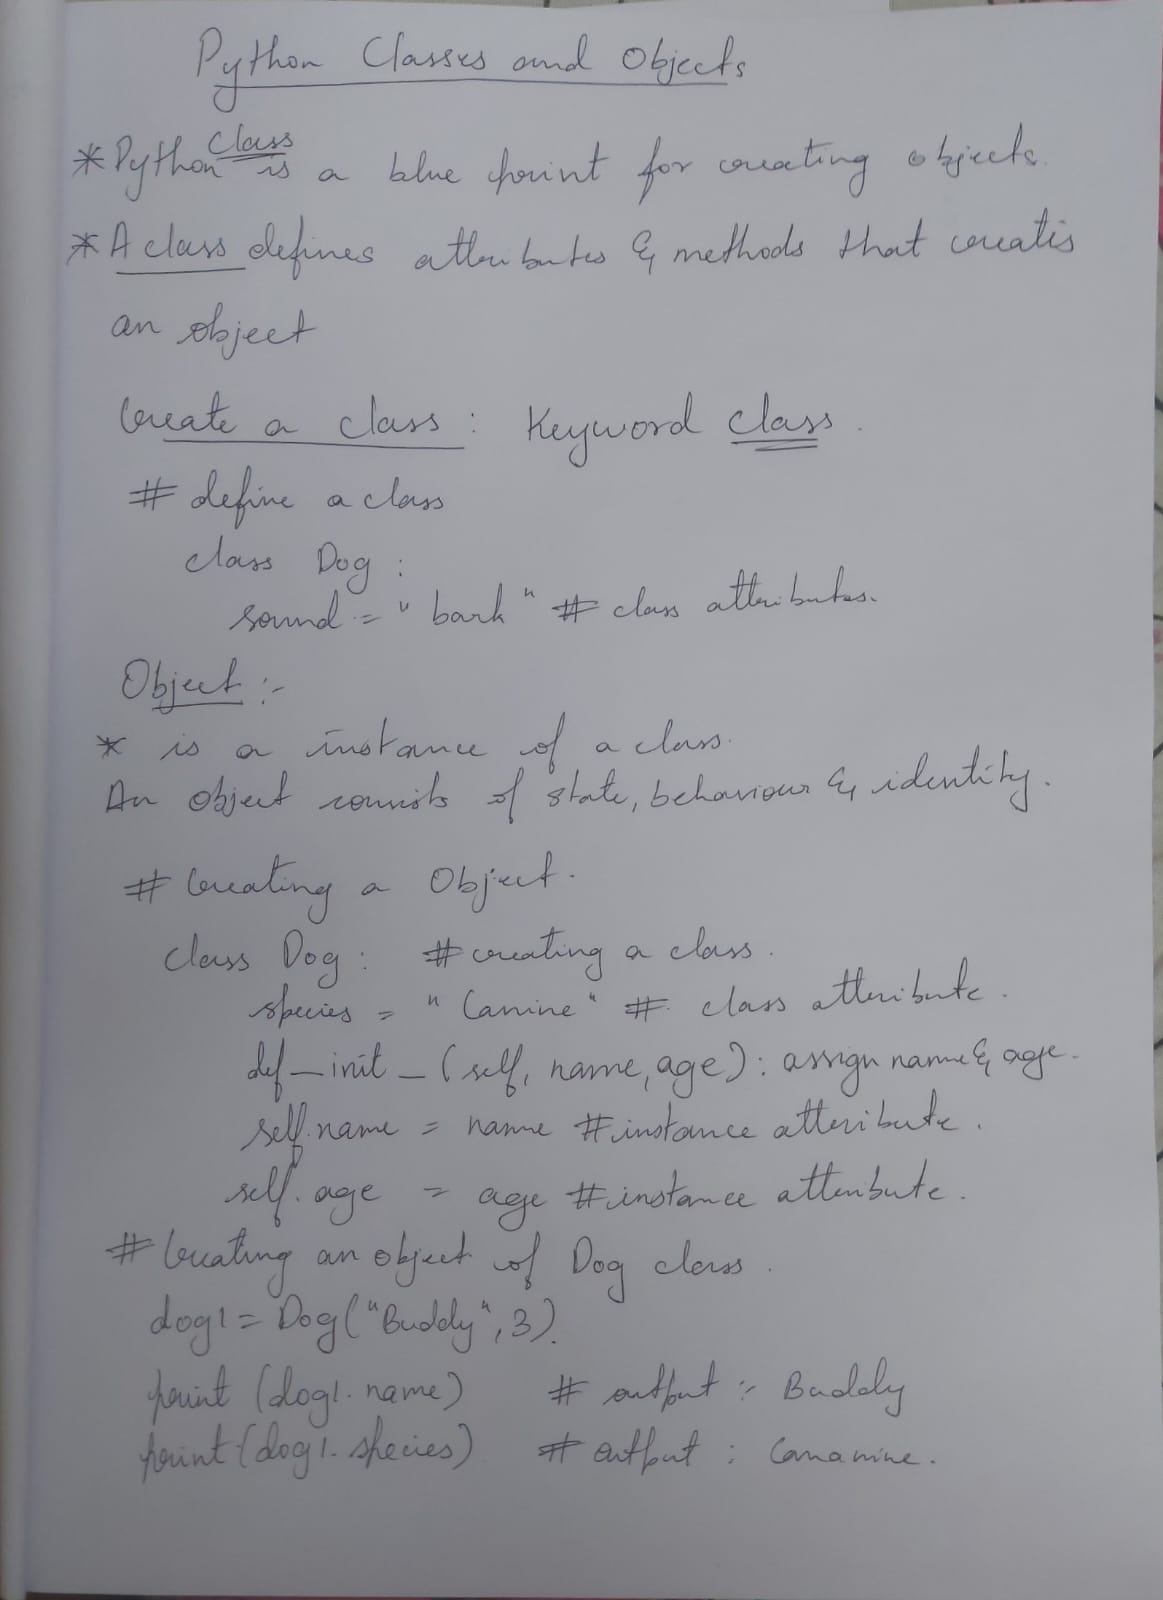 Python Classes and Objects
* Python class is a blue print for creating objects.
* A class defines attributes & methods that creates
an object
Create a class : Keyword class.
# define a class
class Dog :
sound = "bark" # class attributes.
Object :-
* is a instance of a class.
An object consists of state, behaviour & identity.
# Creating a Object.
class Dog : # creating a class.
species = "Canine" # class attribute.
def _init_ (self, name, age) : assign name & age.
self.name = name # instance attribute.
self.age = age # instance attribute.
# Creating an object of Dog class.
dog1 = Dog("Buddy", 3).
print (dog1.name) # output :- Buddy
print (dog1.species) # output : Cananine.